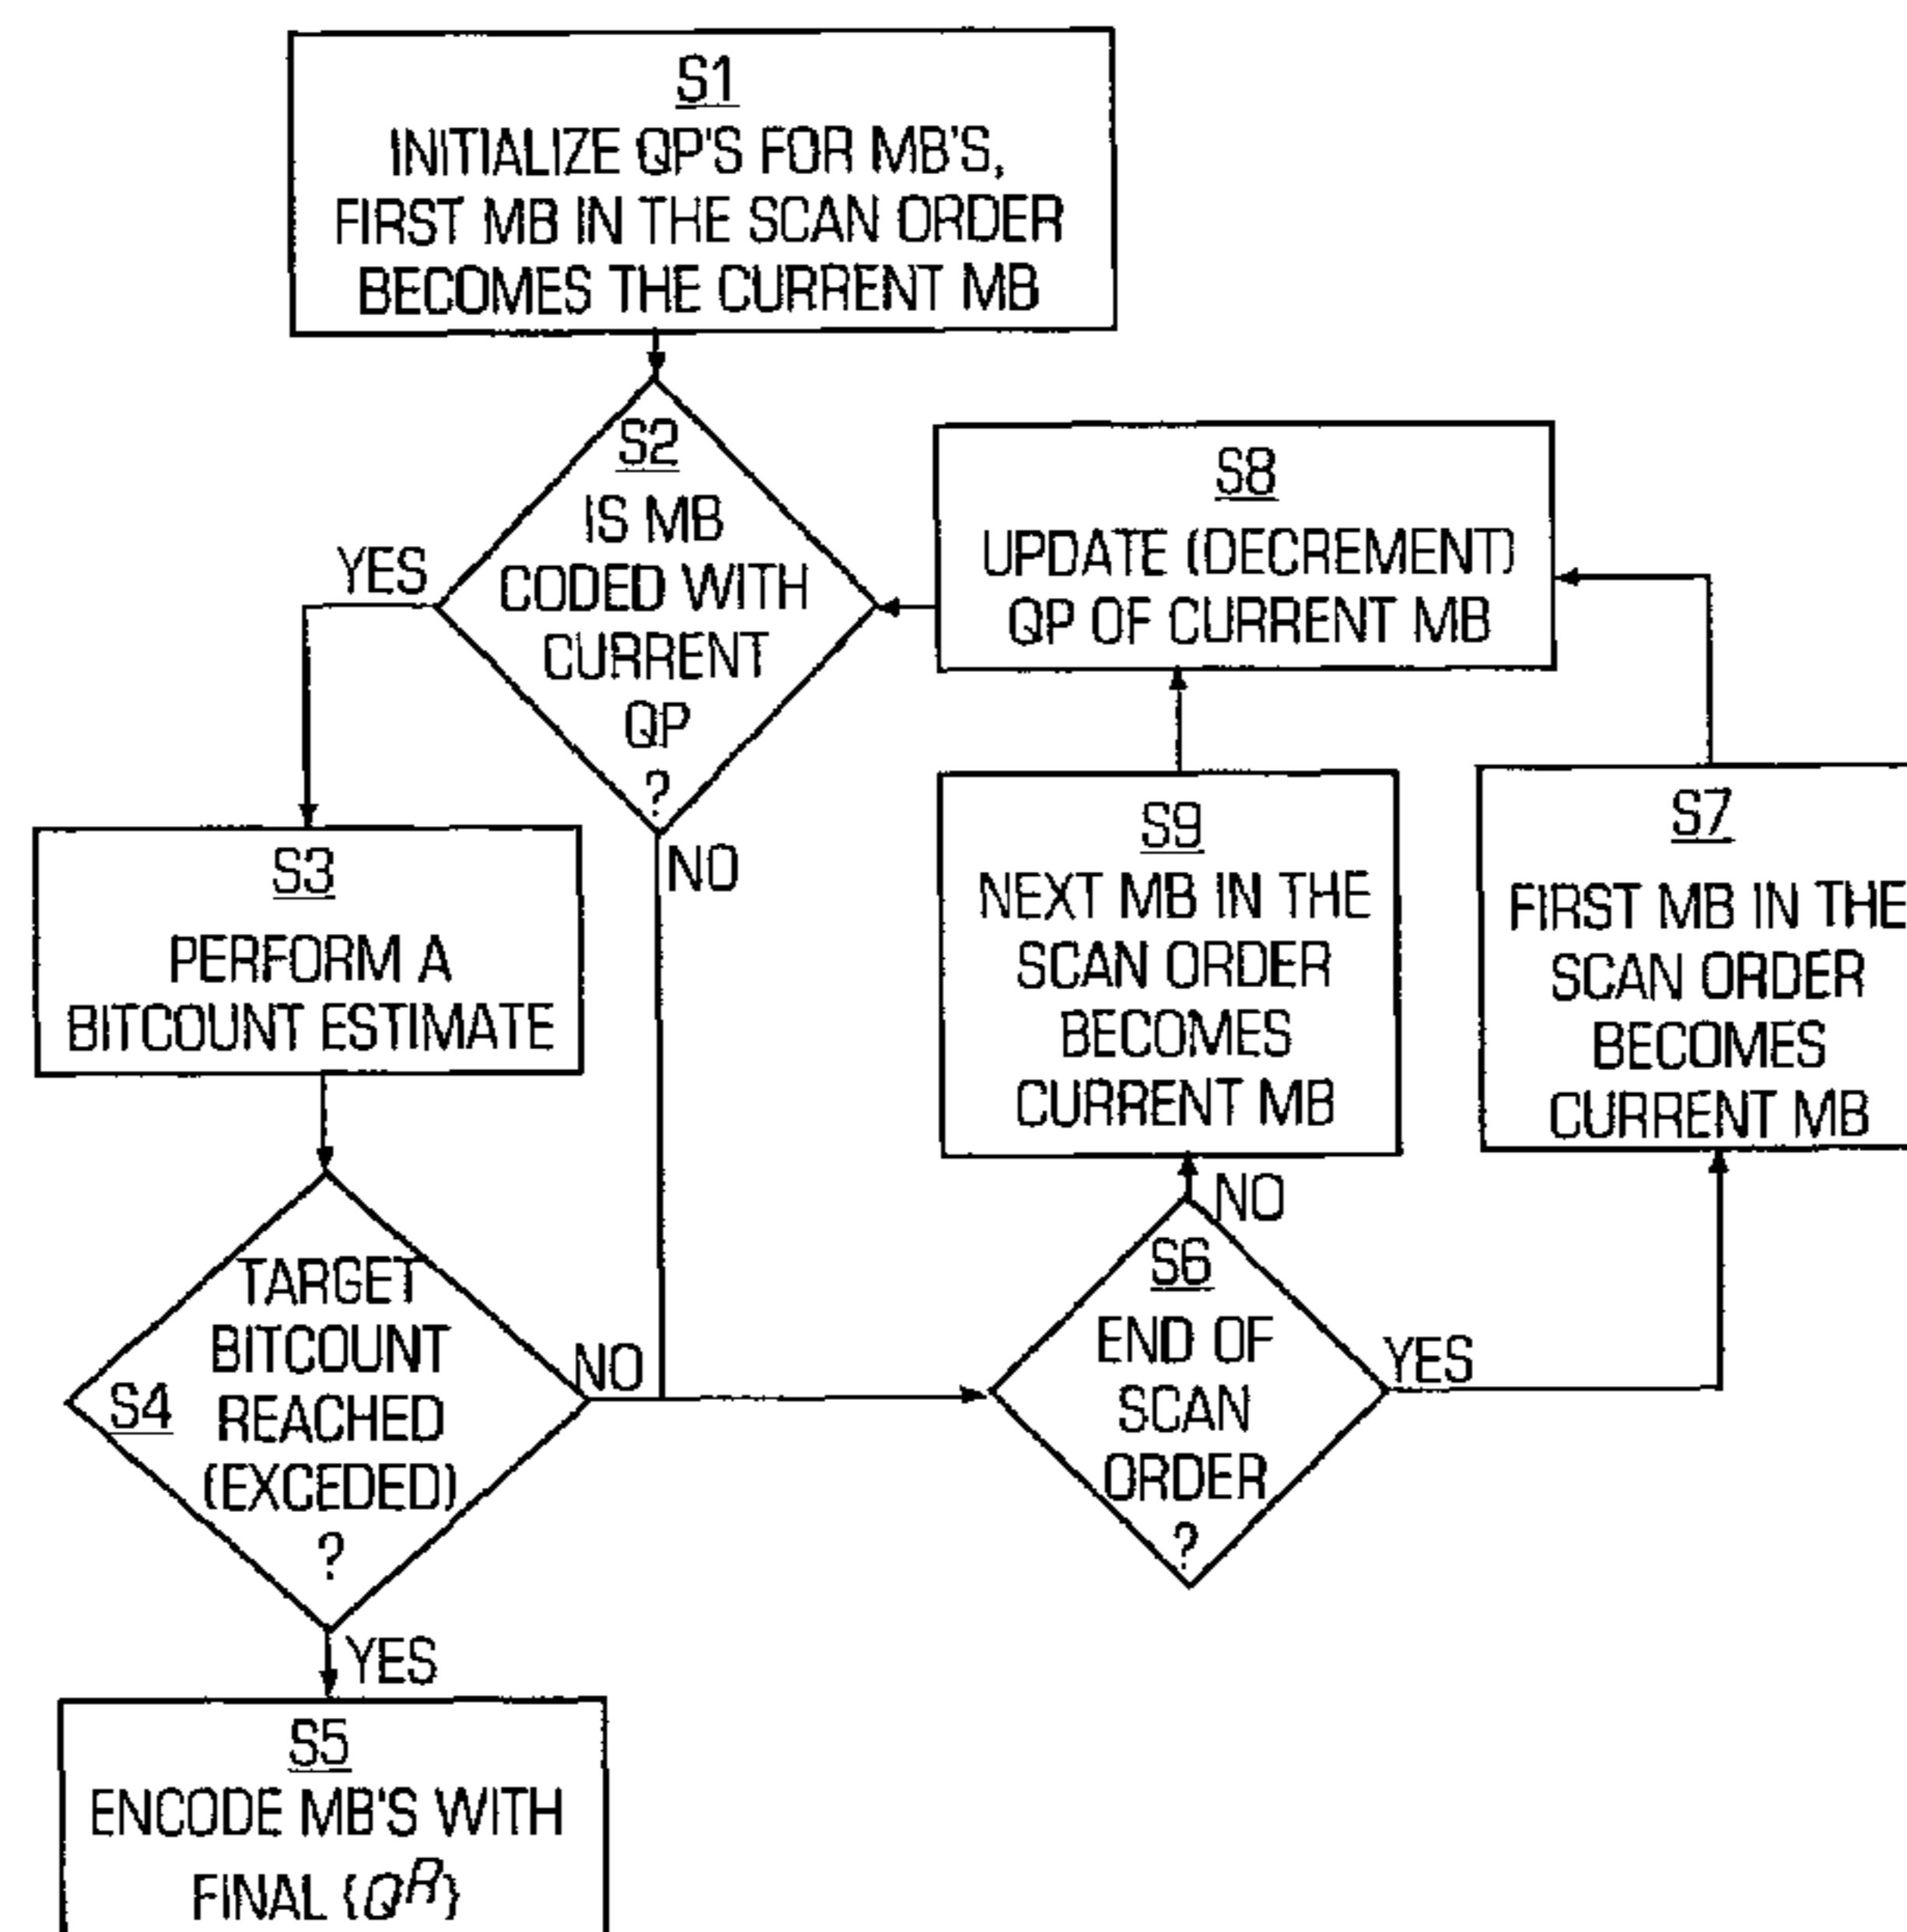 S1
INITIALIZE QP'S FOR MB'S,
FIRST MB IN THE SCAN ORDER
BECOMES THE CURRENT MB
S2
IS MB
CODED WITH
CURRENT
QP
?
YES
NO
S8
UPDATE (DECREMENT)
QP OF CURRENT MB
S3
PERFORM A
BITCOUNT ESTIMATE
S9
NEXT MB IN THE
SCAN ORDER
BECOMES
CURRENT MB
S7
FIRST MB IN THE
SCAN ORDER
BECOMES
CURRENT MB
S4
TARGET
BITCOUNT
REACHED
(EXCEDED)
?
NO
YES
S6
END OF
SCAN
ORDER
?
NO
YES
S5
ENCODE MB'S WITH
FINAL {Q^R}